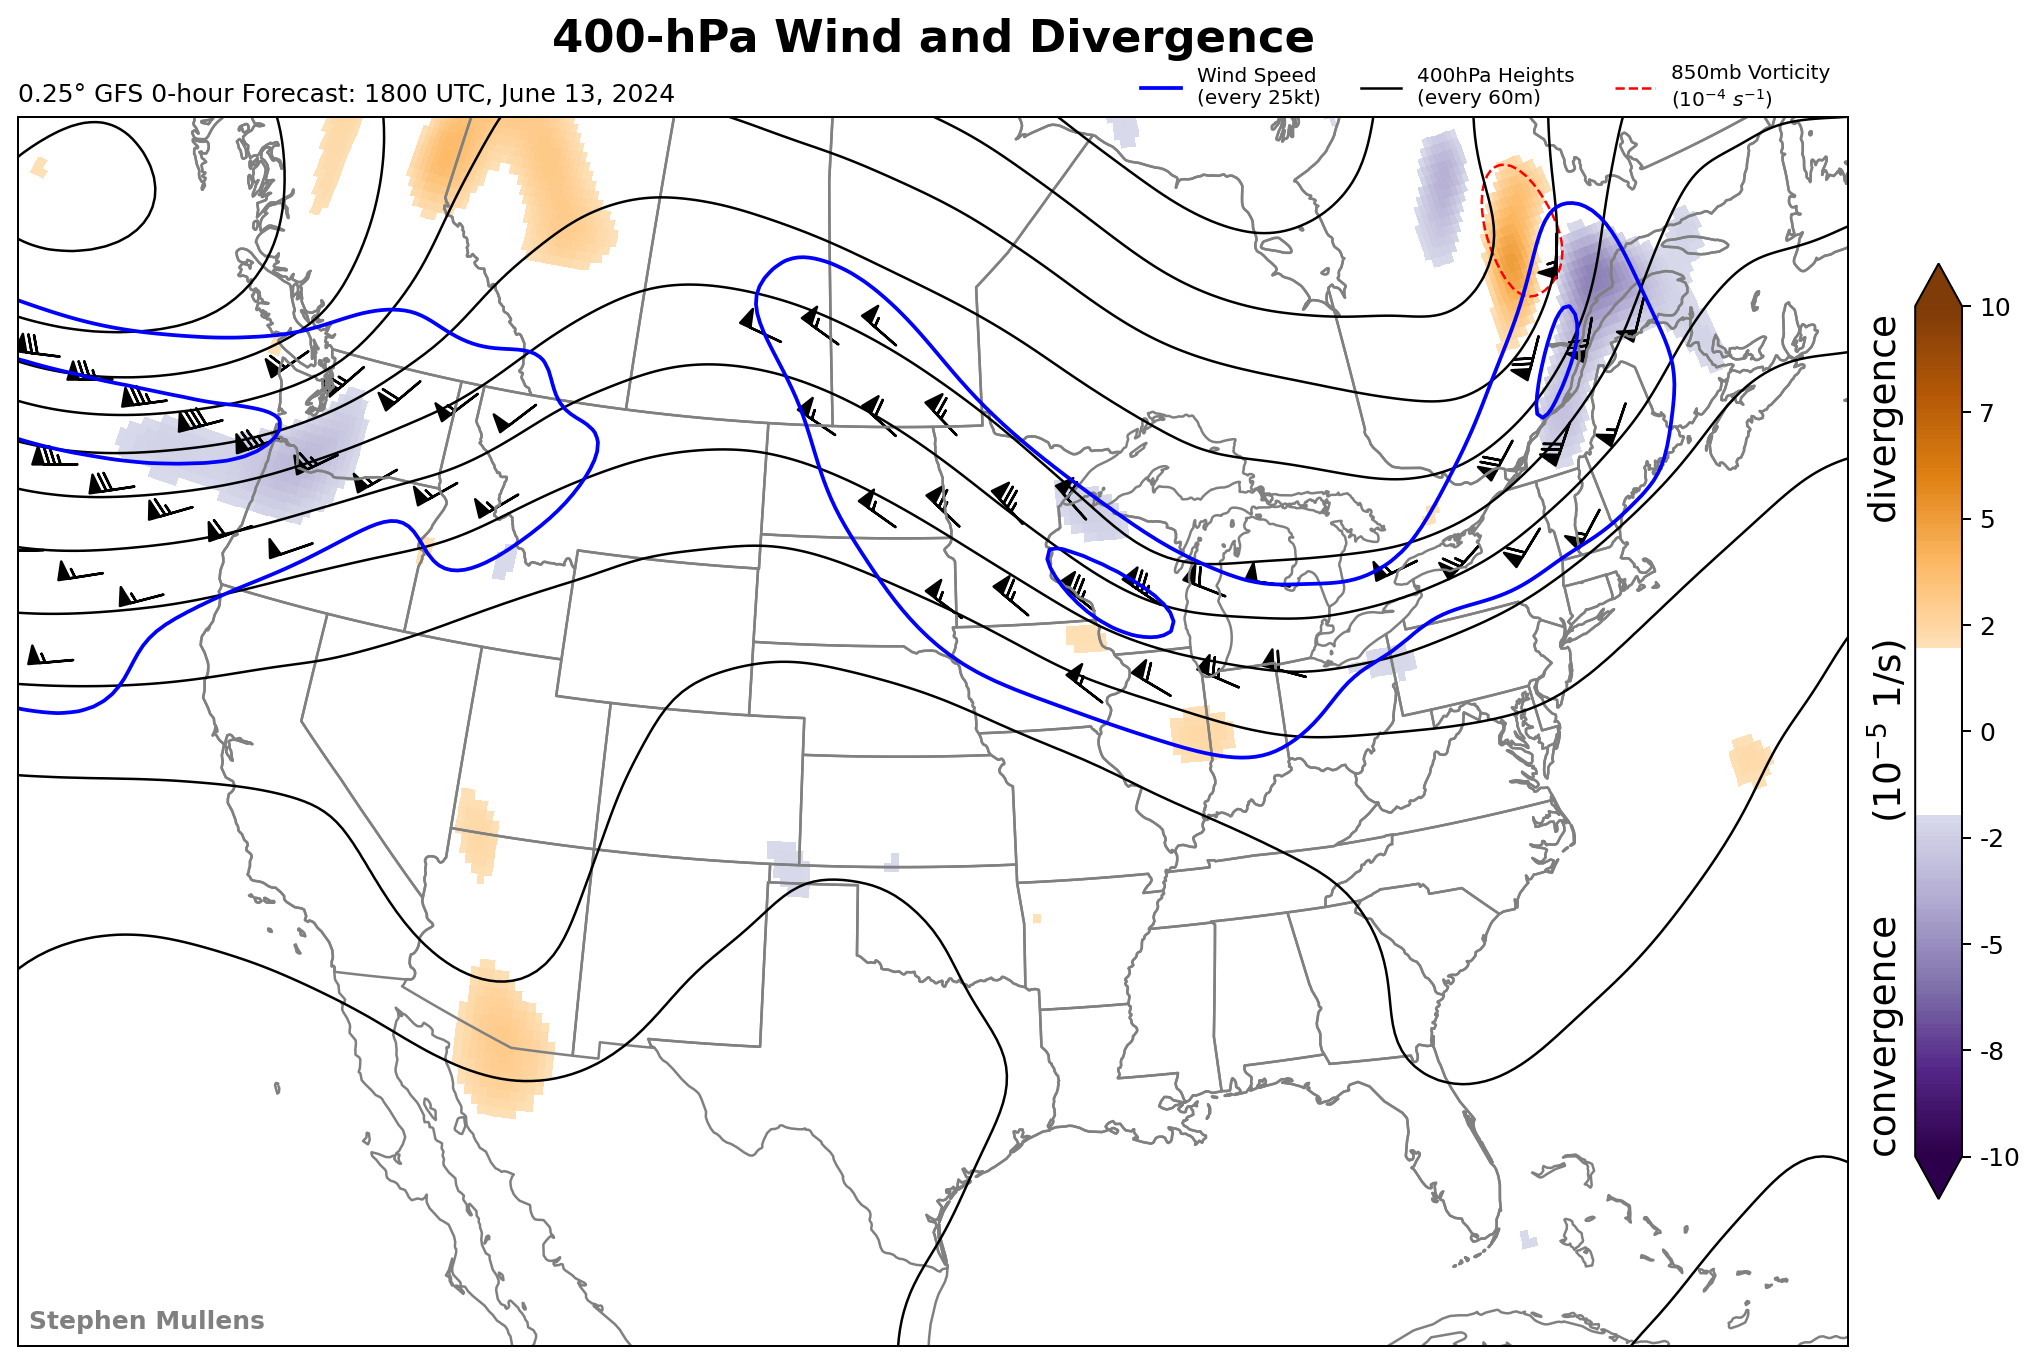 400-hPa Wind and Divergence
0.25° GFS 0-hour Forecast: 1800 UTC, June 13, 2024
Wind Speed
(every 25kt)
400hPa Heights
(every 60m)
850mb Vorticity
(10⁻⁴ s⁻¹)
10
7
5
2
0
-2
-5
-8
-10
convergence (10⁻⁵ 1/s) divergence
Stephen Mullens